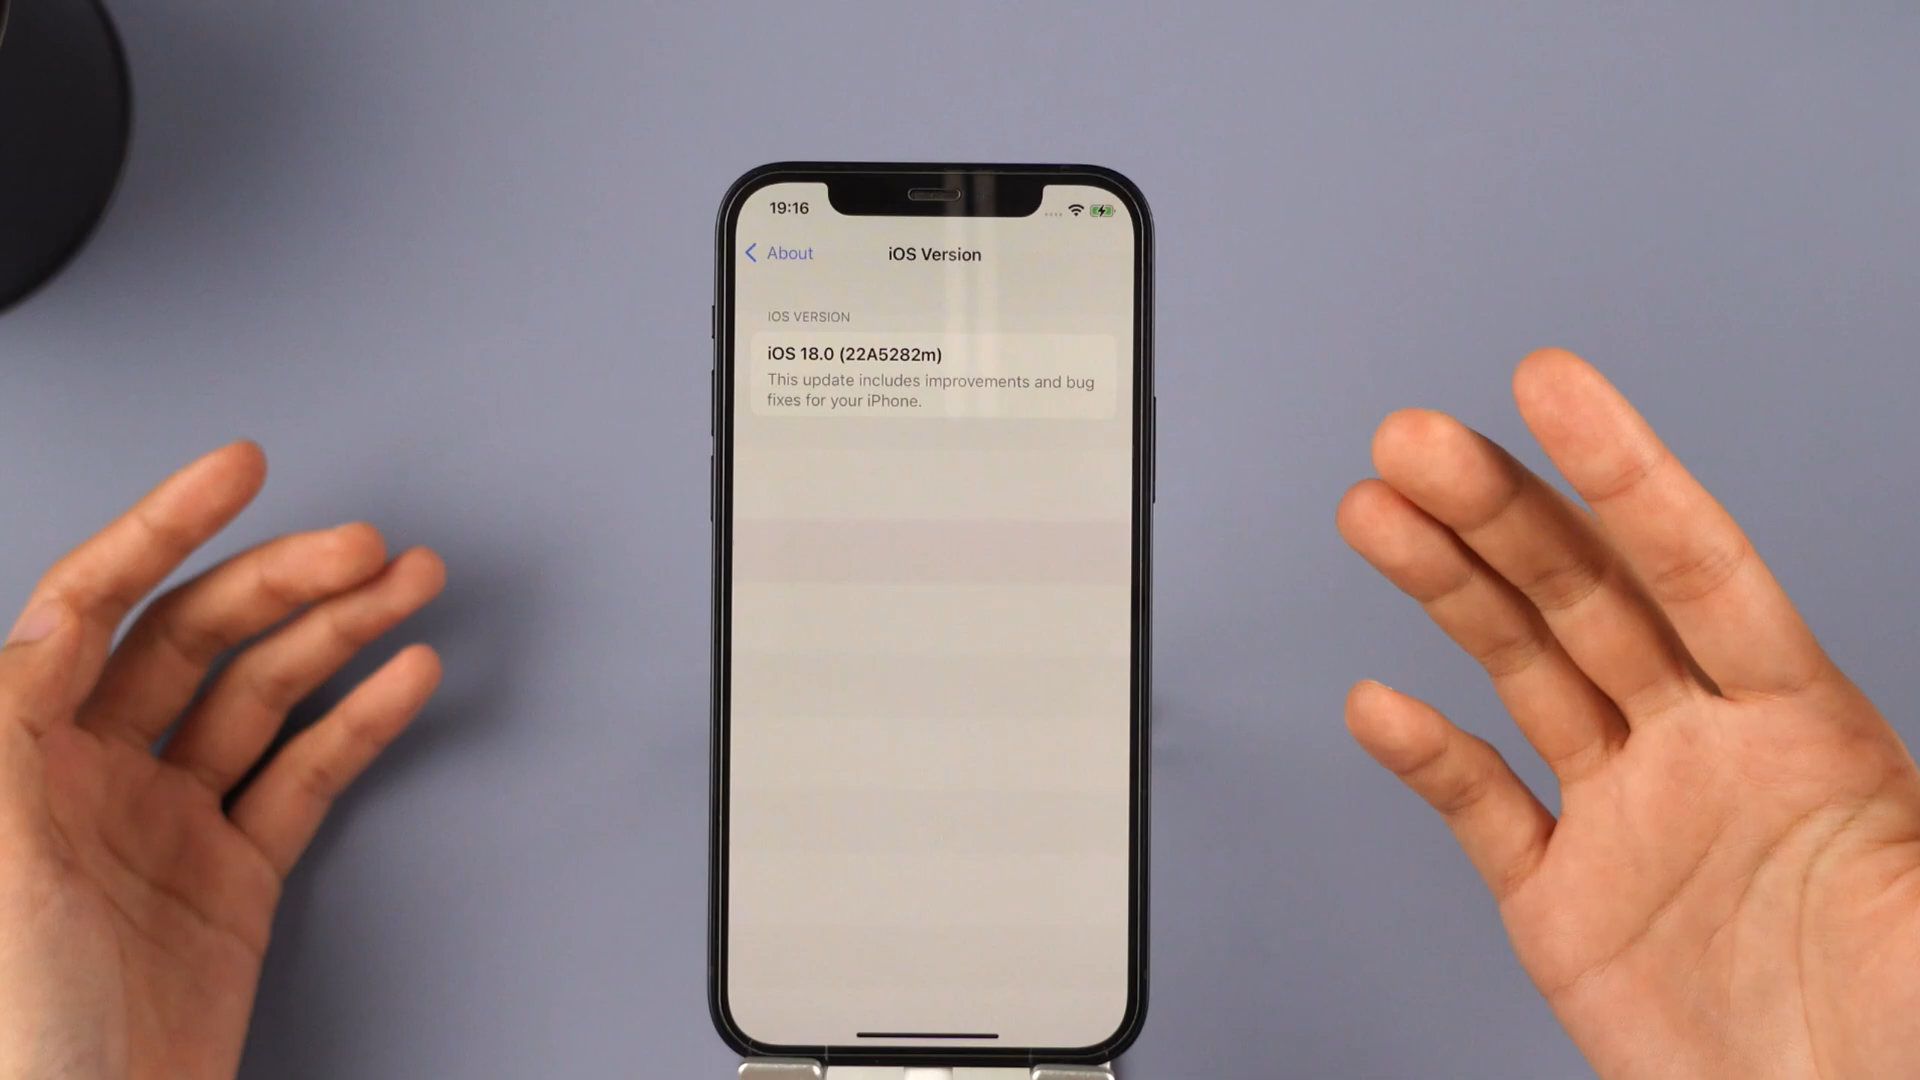 19:16
About
iOS Version
IOS VERSION
iOS 18.0 (22A5282m)
This update includes improvements and bug
fixes for your iPhone.